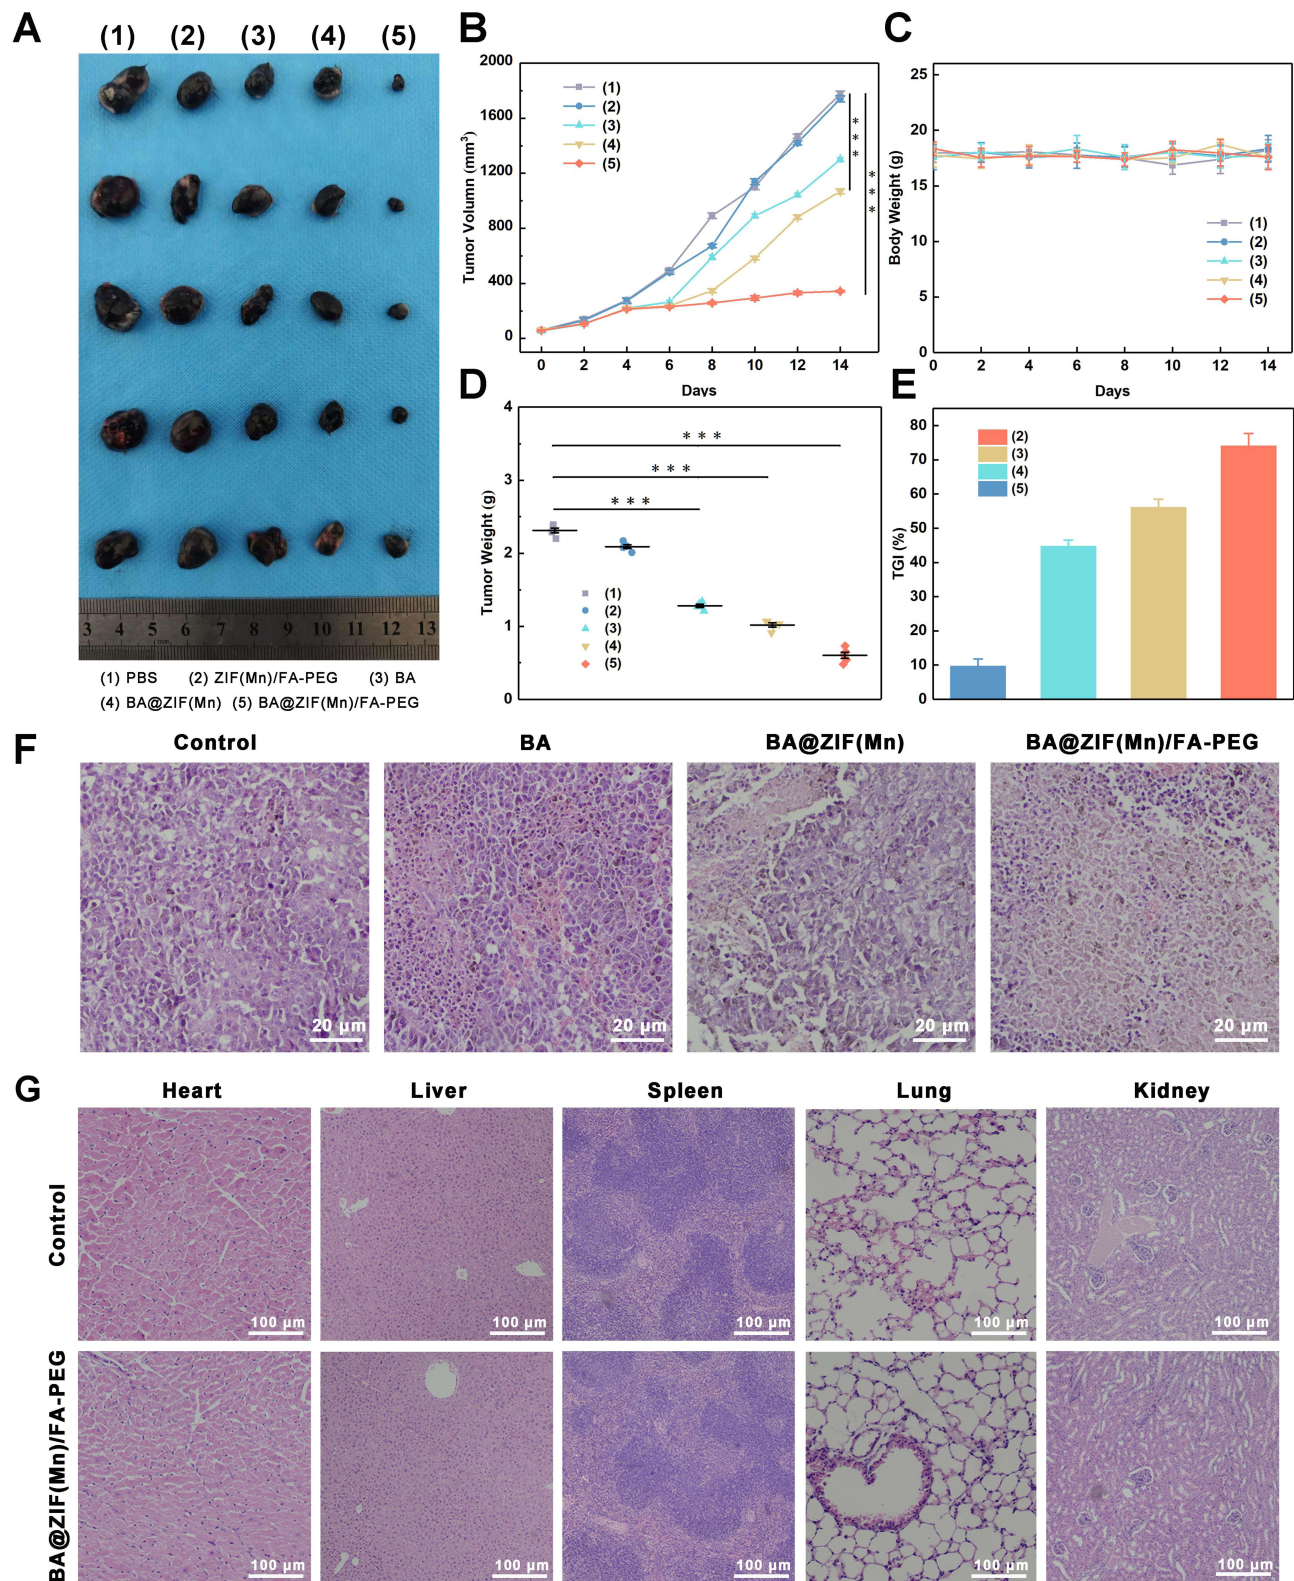 A
(1) (2) (3) (4) (5)
3 4 5 6 7 8 9 10 11 12 13
mm
(1) PBS (2) ZIF(Mn)/FA-PEG (3) BA
(4) BA@ZIF(Mn) (5) BA@ZIF(Mn)/FA-PEG
B
Tumor Volumn (mm³)
2000
1600
1200
800
400
0
(1)
(2)
(3)
(4)
(5)
***
***
0 2 4 6 8 10 12 14
Days
C
Body Weight (g)
25
20
15
10
5
0
(1)
(2)
(3)
(4)
(5)
0 2 4 6 8 10 12 14
Days
D
Tumor Weight (g)
4
3
2
1
0
***
***
***
(1)
(2)
(3)
(4)
(5)
E
TGI (%)
80
70
60
50
40
30
20
10
0
(2)
(3)
(4)
(5)
F
Control BA BA@ZIF(Mn) BA@ZIF(Mn)/FA-PEG
20 μm 20 μm 20 μm 20 μm
G
Heart Liver Spleen Lung Kidney
Control
100 μm 100 μm 100 μm 100 μm 100 μm
BA@ZIF(Mn)/FA-PEG
100 μm 100 μm 100 μm 100 μm 100 μm